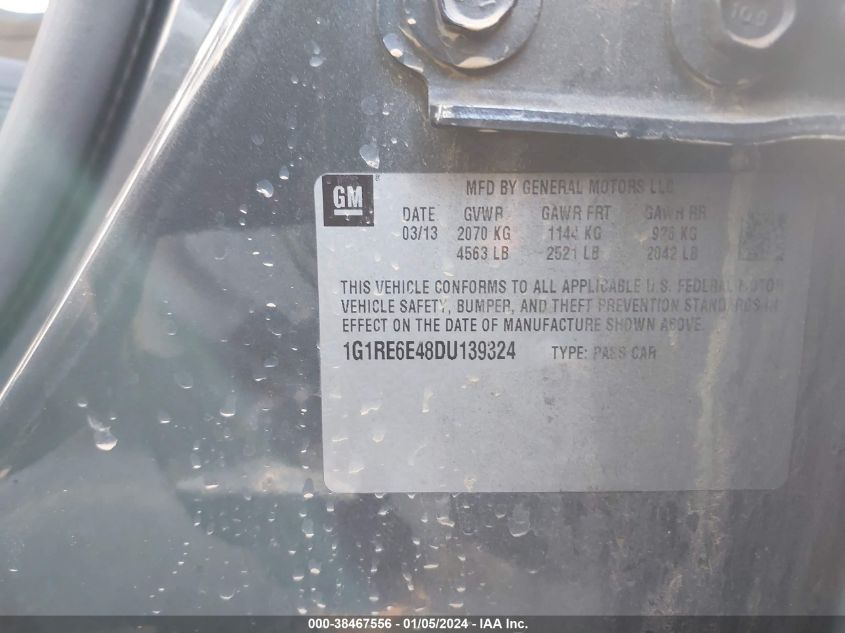 108
GM
MFD BY GENERAL MOTORS LLC
DATE GVWR GAWR FRT GAWR RR
03/13 2070 KG 1144 KG 926 KG
4563 LB 2521 LB 2042 LB
THIS VEHICLE CONFORMS TO ALL APPLICABLE U.S. FEDERAL MOTOR
VEHICLE SAFETY, BUMPER, AND THEFT PREVENTION STANDARDS IN
EFFECT ON THE DATE OF MANUFACTURE SHOWN ABOVE.
1G1RE6E48DU139324 TYPE: PASS CAR
000-38467556 - 01/05/2024 - IAA Inc.